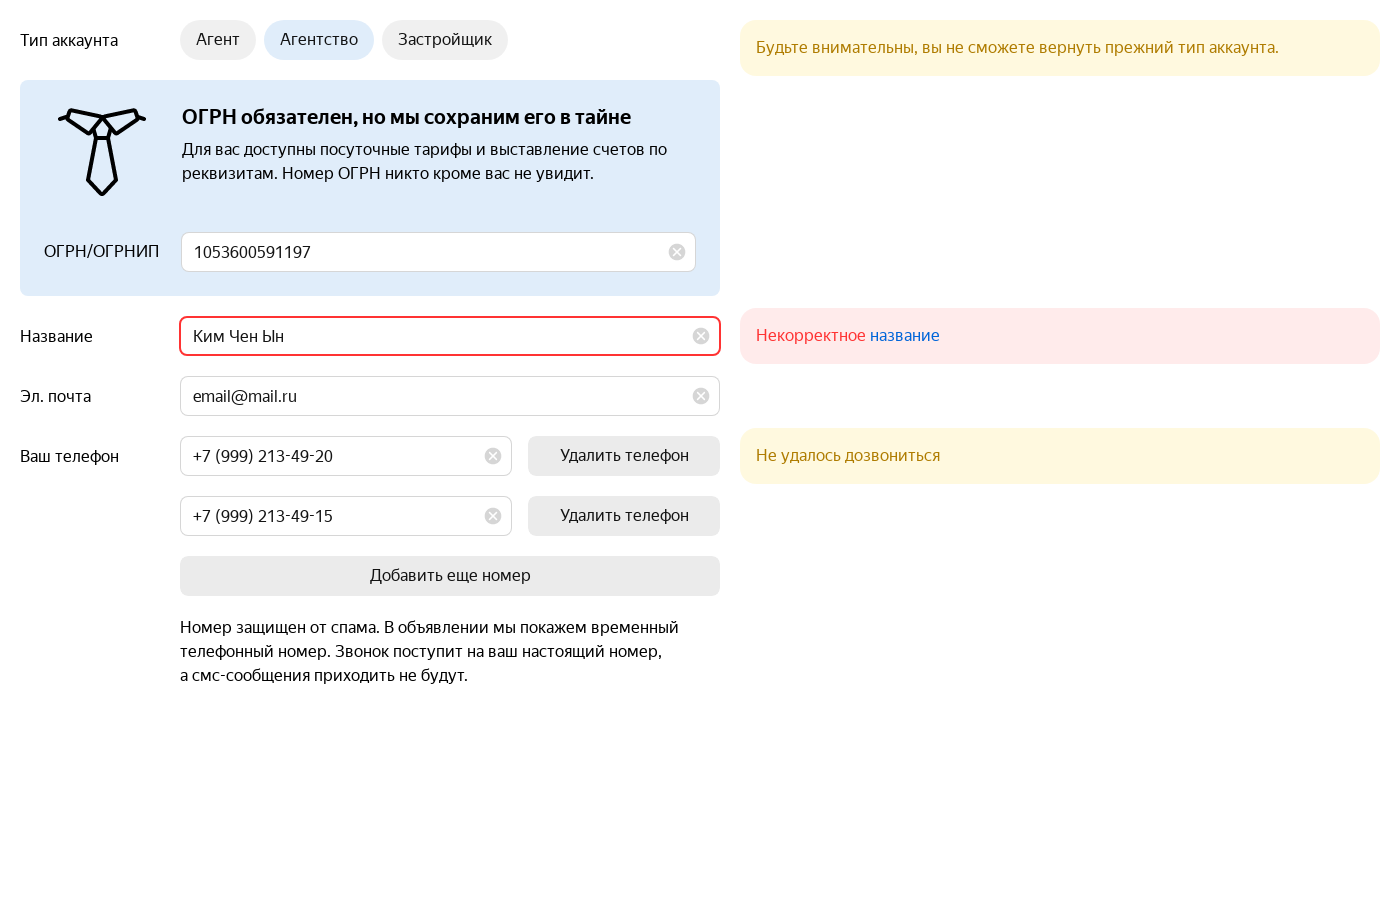 Тип аккаунта
Агент
Агентство
Застройщик
Будьте внимательны, вы не сможете вернуть прежний тип аккаунта.
ОГРН обязателен, но мы сохраним его в тайне
Для вас доступны посуточные тарифы и выставление счетов по
реквизитам. Номер ОГРН никто кроме вас не увидит.
ОГРН/ОГРНИП
1053600591197
Название
Ким Чен Ын
Некорректное название
Эл. почта
email@mail.ru
Ваш телефон
+7 (999) 213-49-20
Удалить телефон
Не удалось дозвониться
+7 (999) 213-49-15
Удалить телефон
Добавить еще номер
Номер защищен от спама. В объявлении мы покажем временный
телефонный номер. Звонок поступит на ваш настоящий номер,
а смс-сообщения приходить не будут.